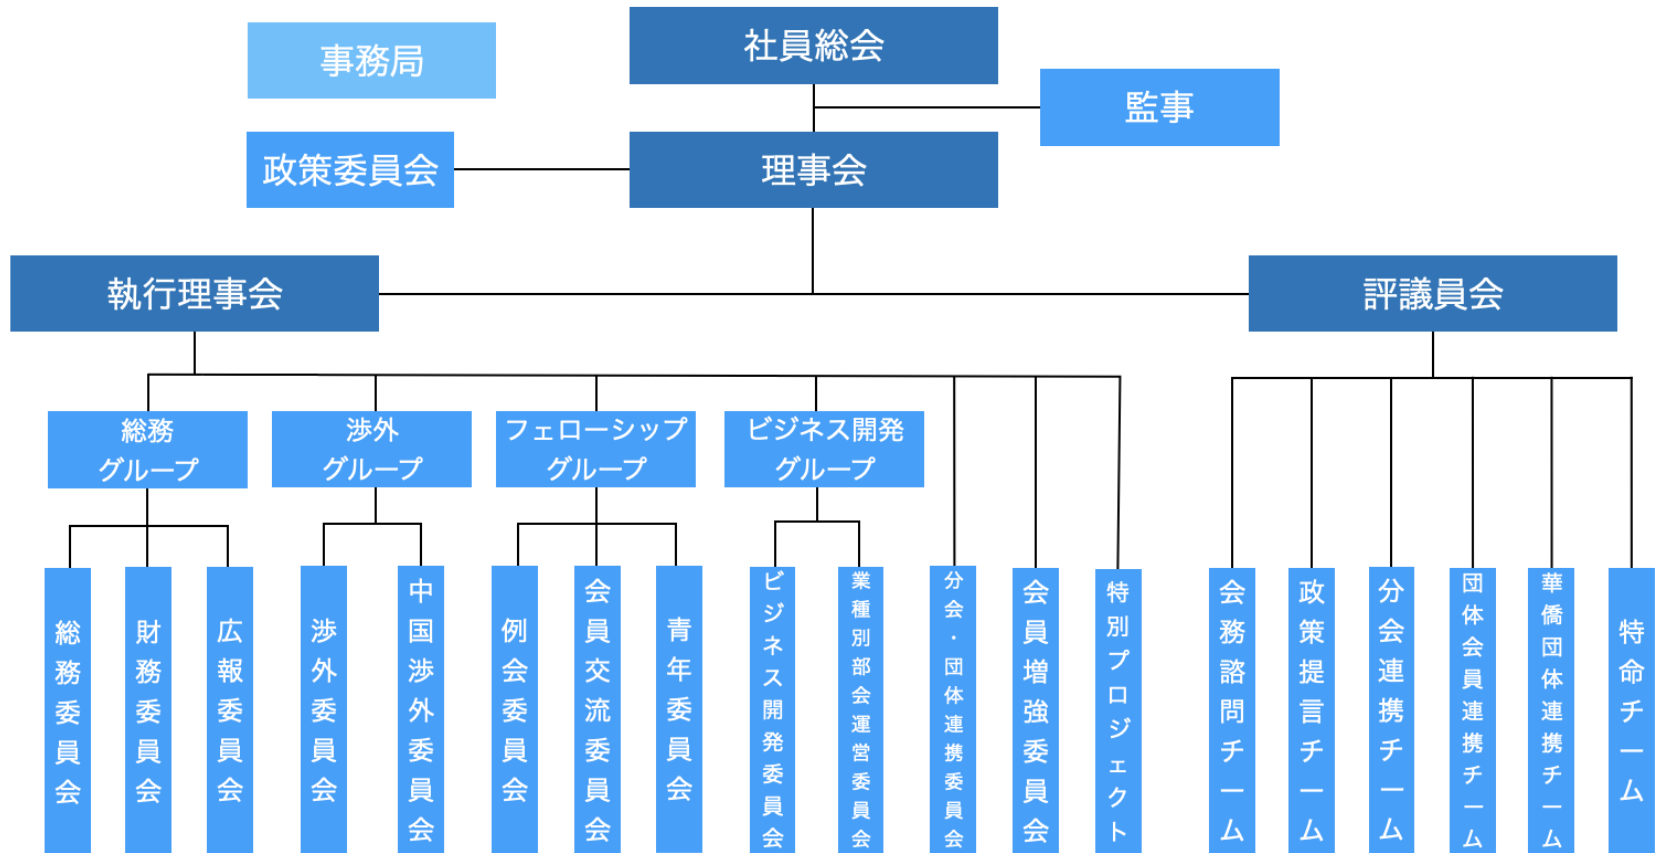 社員総会
事務局
監事
政策委員会
理事会
執行理事会
評議員会
総務
グループ
渉外
グループ
フェローシップ
グループ
ビジネス開発
グループ
総務委員会
財務委員会
広報委員会
渉外委員会
中国渉外委員会
例会委員会
会員交流委員会
青年委員会
ビジネス開発委員会
業種別部会運営委員会
分会・団体連携委員会
会員増強委員会
特別プロジェクト
会務諮問チーム
政策提言チーム
分会連携チーム
団体会員連携チーム
華僑団体連携チーム
特命チーム